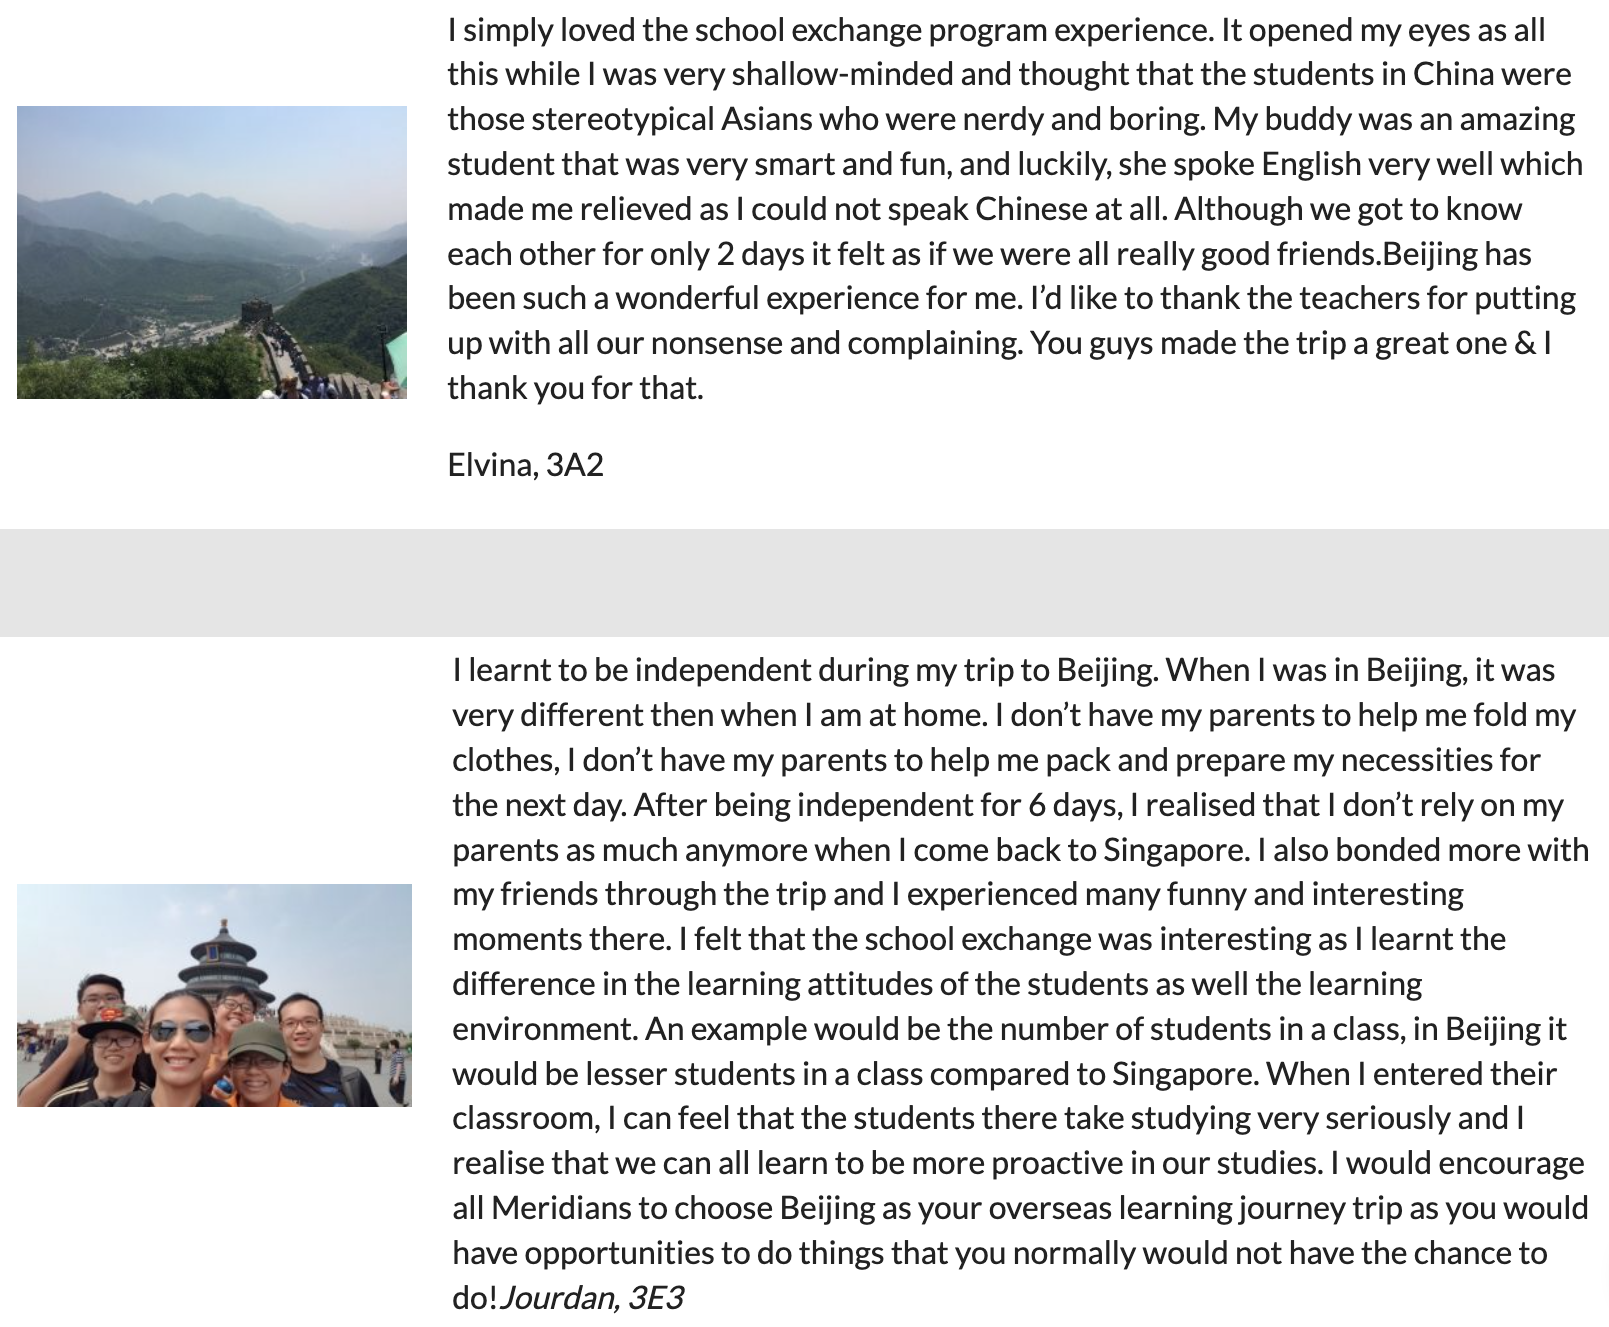 I simply loved the school exchange program experience. It opened my eyes as all
this while I was very shallow-minded and thought that the students in China were
those stereotypical Asians who were nerdy and boring. My buddy was an amazing
student that was very smart and fun, and luckily, she spoke English very well which
made me relieved as I could not speak Chinese at all. Although we got to know
each other for only 2 days it felt as if we were all really good friends.Beijing has
been such a wonderful experience for me. I’d like to thank the teachers for putting
up with all our nonsense and complaining. You guys made the trip a great one & I
thank you for that.
Elvina, 3A2
I learnt to be independent during my trip to Beijing. When I was in Beijing, it was
very different then when I am at home. I don’t have my parents to help me fold my
clothes, I don’t have my parents to help me pack and prepare my necessities for
the next day. After being independent for 6 days, I realised that I don’t rely on my
parents as much anymore when I come back to Singapore. I also bonded more with
my friends through the trip and I experienced many funny and interesting
moments there. I felt that the school exchange was interesting as I learnt the
difference in the learning attitudes of the students as well the learning
environment. An example would be the number of students in a class, in Beijing it
would be lesser students in a class compared to Singapore. When I entered their
classroom, I can feel that the students there take studying very seriously and I
realise that we can all learn to be more proactive in our studies. I would encourage
all Meridians to choose Beijing as your overseas learning journey trip as you would
have opportunities to do things that you normally would not have the chance to
do!Jourdan, 3E3